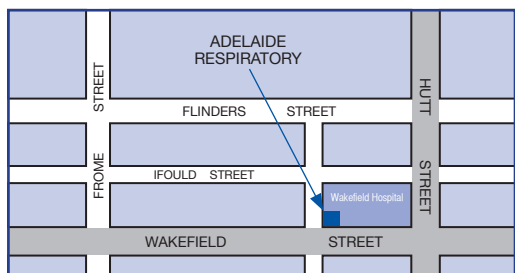 ADELAIDE
RESPIRATORY
FLINDERS STREET
IFOULD STREET
Wakefield Hospital
WAKEFIELD STREET
FROME STREET
HUTT STREET